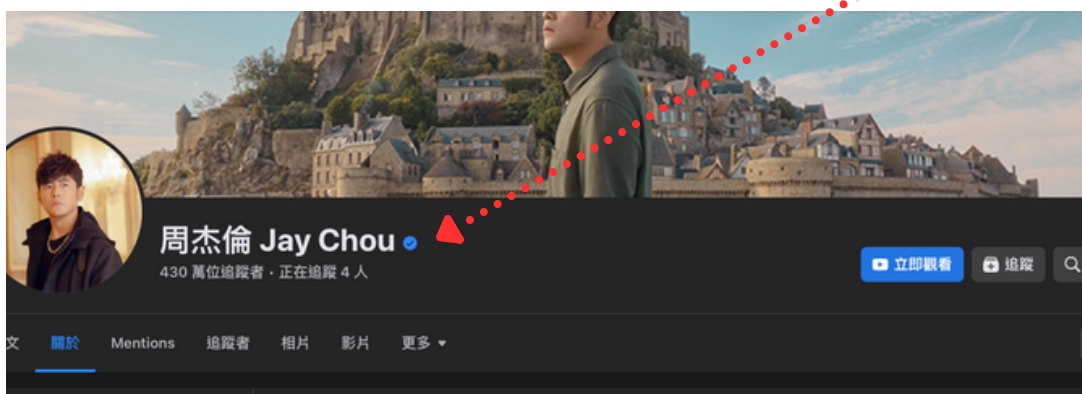 周杰倫 Jay Chou
430 萬位追蹤者 · 正在追蹤 4 人
立即觀看
追蹤
文
關於
Mentions
追蹤者
相片
影片
更多